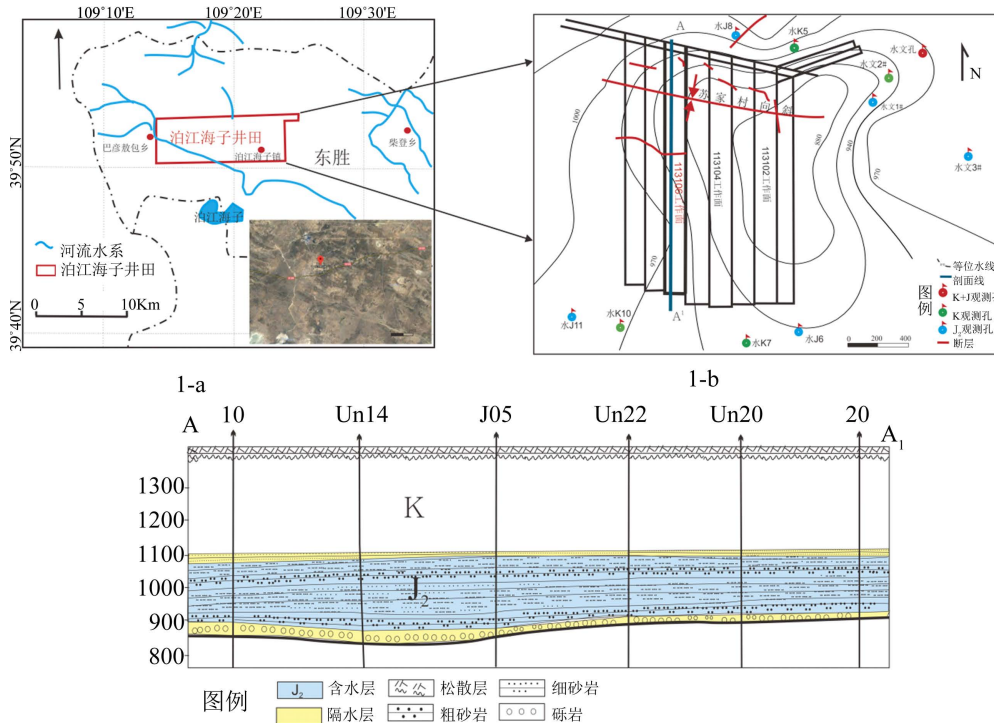 109°10'E 109°20'E 109°30'E
39°50'N
39°40'N
巴彦敖包乡
泊江海子井田
泊江海子镇
东胜
柴登乡
泊江海子
河流水系
泊江海子井田
0 5 10Km
1-a
A
水J8
水K5
水文孔
水文2#
水文1#
水文3#
N
1000
苏家村向斜
880
940
970
113106工作面
113104工作面
113102工作面
970
A¹
水J11
水K10
水K7
水J6
0 200 400
图例
等位水线
剖面线
K+J观测孔
K观测孔
J₂观测孔
断层
1-b
A 10 Un14 J05 Un22 Un20 20 A₁
1300
1200
1100
1000
900
800
K
J₂
图例
J₂ 含水层 松散层 细砂岩
隔水层 粗砂岩 砾岩